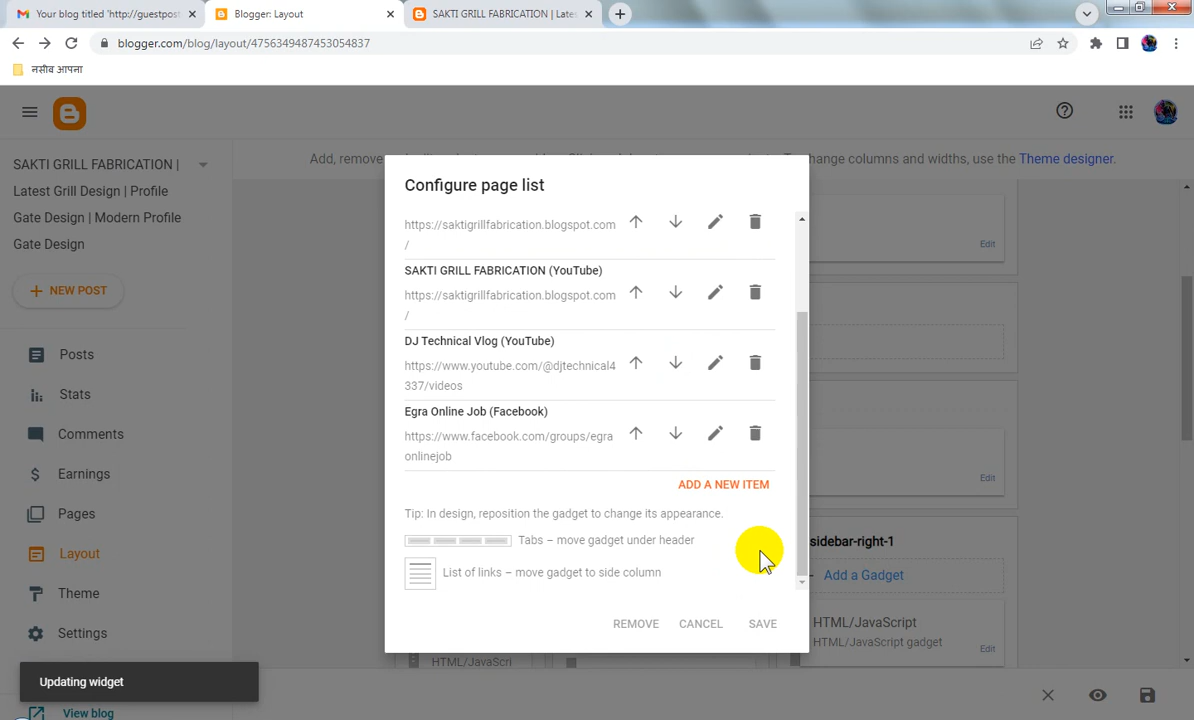 Your blog titled 'http://guestpost
Blogger: Layout
SAKTI GRILL FABRICATION | Late
blogger.com/blog/layout/4756349487453054837
नसीब आपना
SAKTI GRILL FABRICATION |
Latest Grill Design | Profile
Gate Design | Modern Profile
Gate Design
Add, remove
To change columns and widths, use the Theme designer.
NEW POST
Posts
Stats
Comments
Earnings
Pages
Layout
Theme
Settings
View blog
Updating widget
Configure page list
https://saktigrillfabrication.blogspot.com
/
SAKTI GRILL FABRICATION (YouTube)
https://saktigrillfabrication.blogspot.com
/
DJ Technical Vlog (YouTube)
https://www.youtube.com/@djtechnical4
337/videos
Egra Online Job (Facebook)
https://www.facebook.com/groups/egra
onlinejob
ADD A NEW ITEM
Tip: In design, reposition the gadget to change its appearance.
Tabs – move gadget under header
List of links – move gadget to side column
REMOVE CANCEL SAVE
Edit
Edit
sidebar-right-1
Add a Gadget
HTML/JavaScript
HTML/JavaScript gadget
Edit
HTML/JavaScri